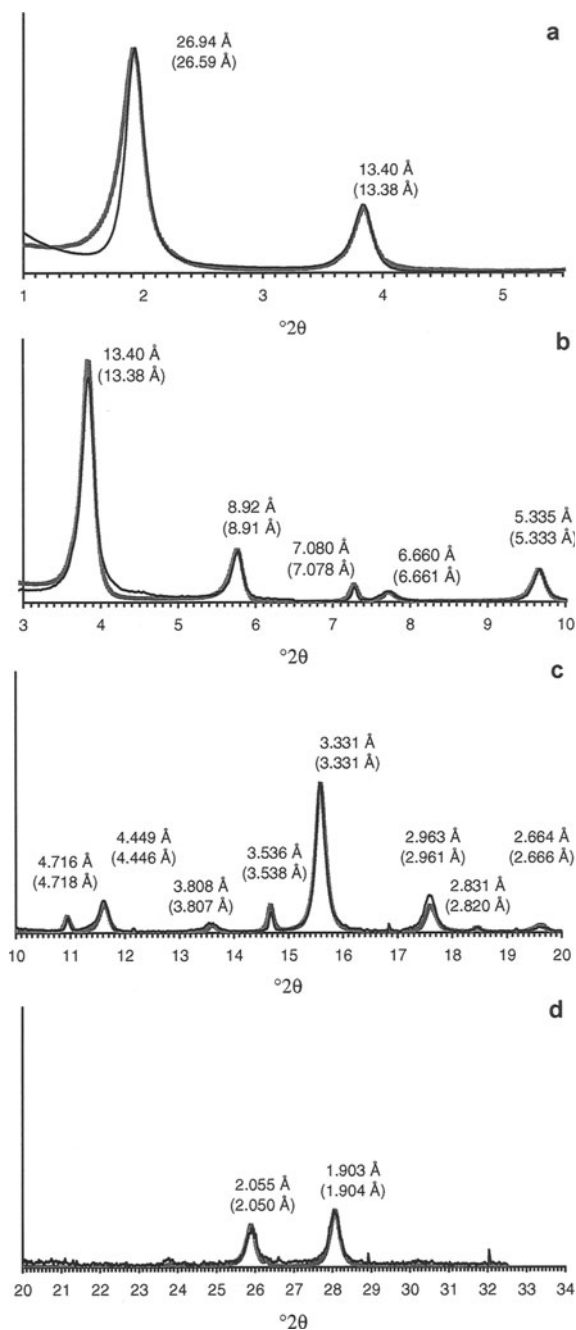 a
26.94 Å
(26.59 Å)
13.40 Å
(13.38 Å)
1 2 3 4 5
°2θ
b
13.40 Å
(13.38 Å)
8.92 Å
(8.91 Å)
7.080 Å
(7.078 Å)
6.660 Å
(6.661 Å)
5.335 Å
(5.333 Å)
3 4 5 6 7 8 9 10
°2θ
c
4.716 Å
(4.718 Å)
4.449 Å
(4.446 Å)
3.808 Å
(3.807 Å)
3.536 Å
(3.538 Å)
3.331 Å
(3.331 Å)
2.963 Å
(2.961 Å)
2.831 Å
(2.820 Å)
2.664 Å
(2.666 Å)
10 11 12 13 14 15 16 17 18 19 20
°2θ
d
2.055 Å
(2.050 Å)
1.903 Å
(1.904 Å)
20 21 22 23 24 25 26 27 28 29 30 31 32 33 34
°2θ